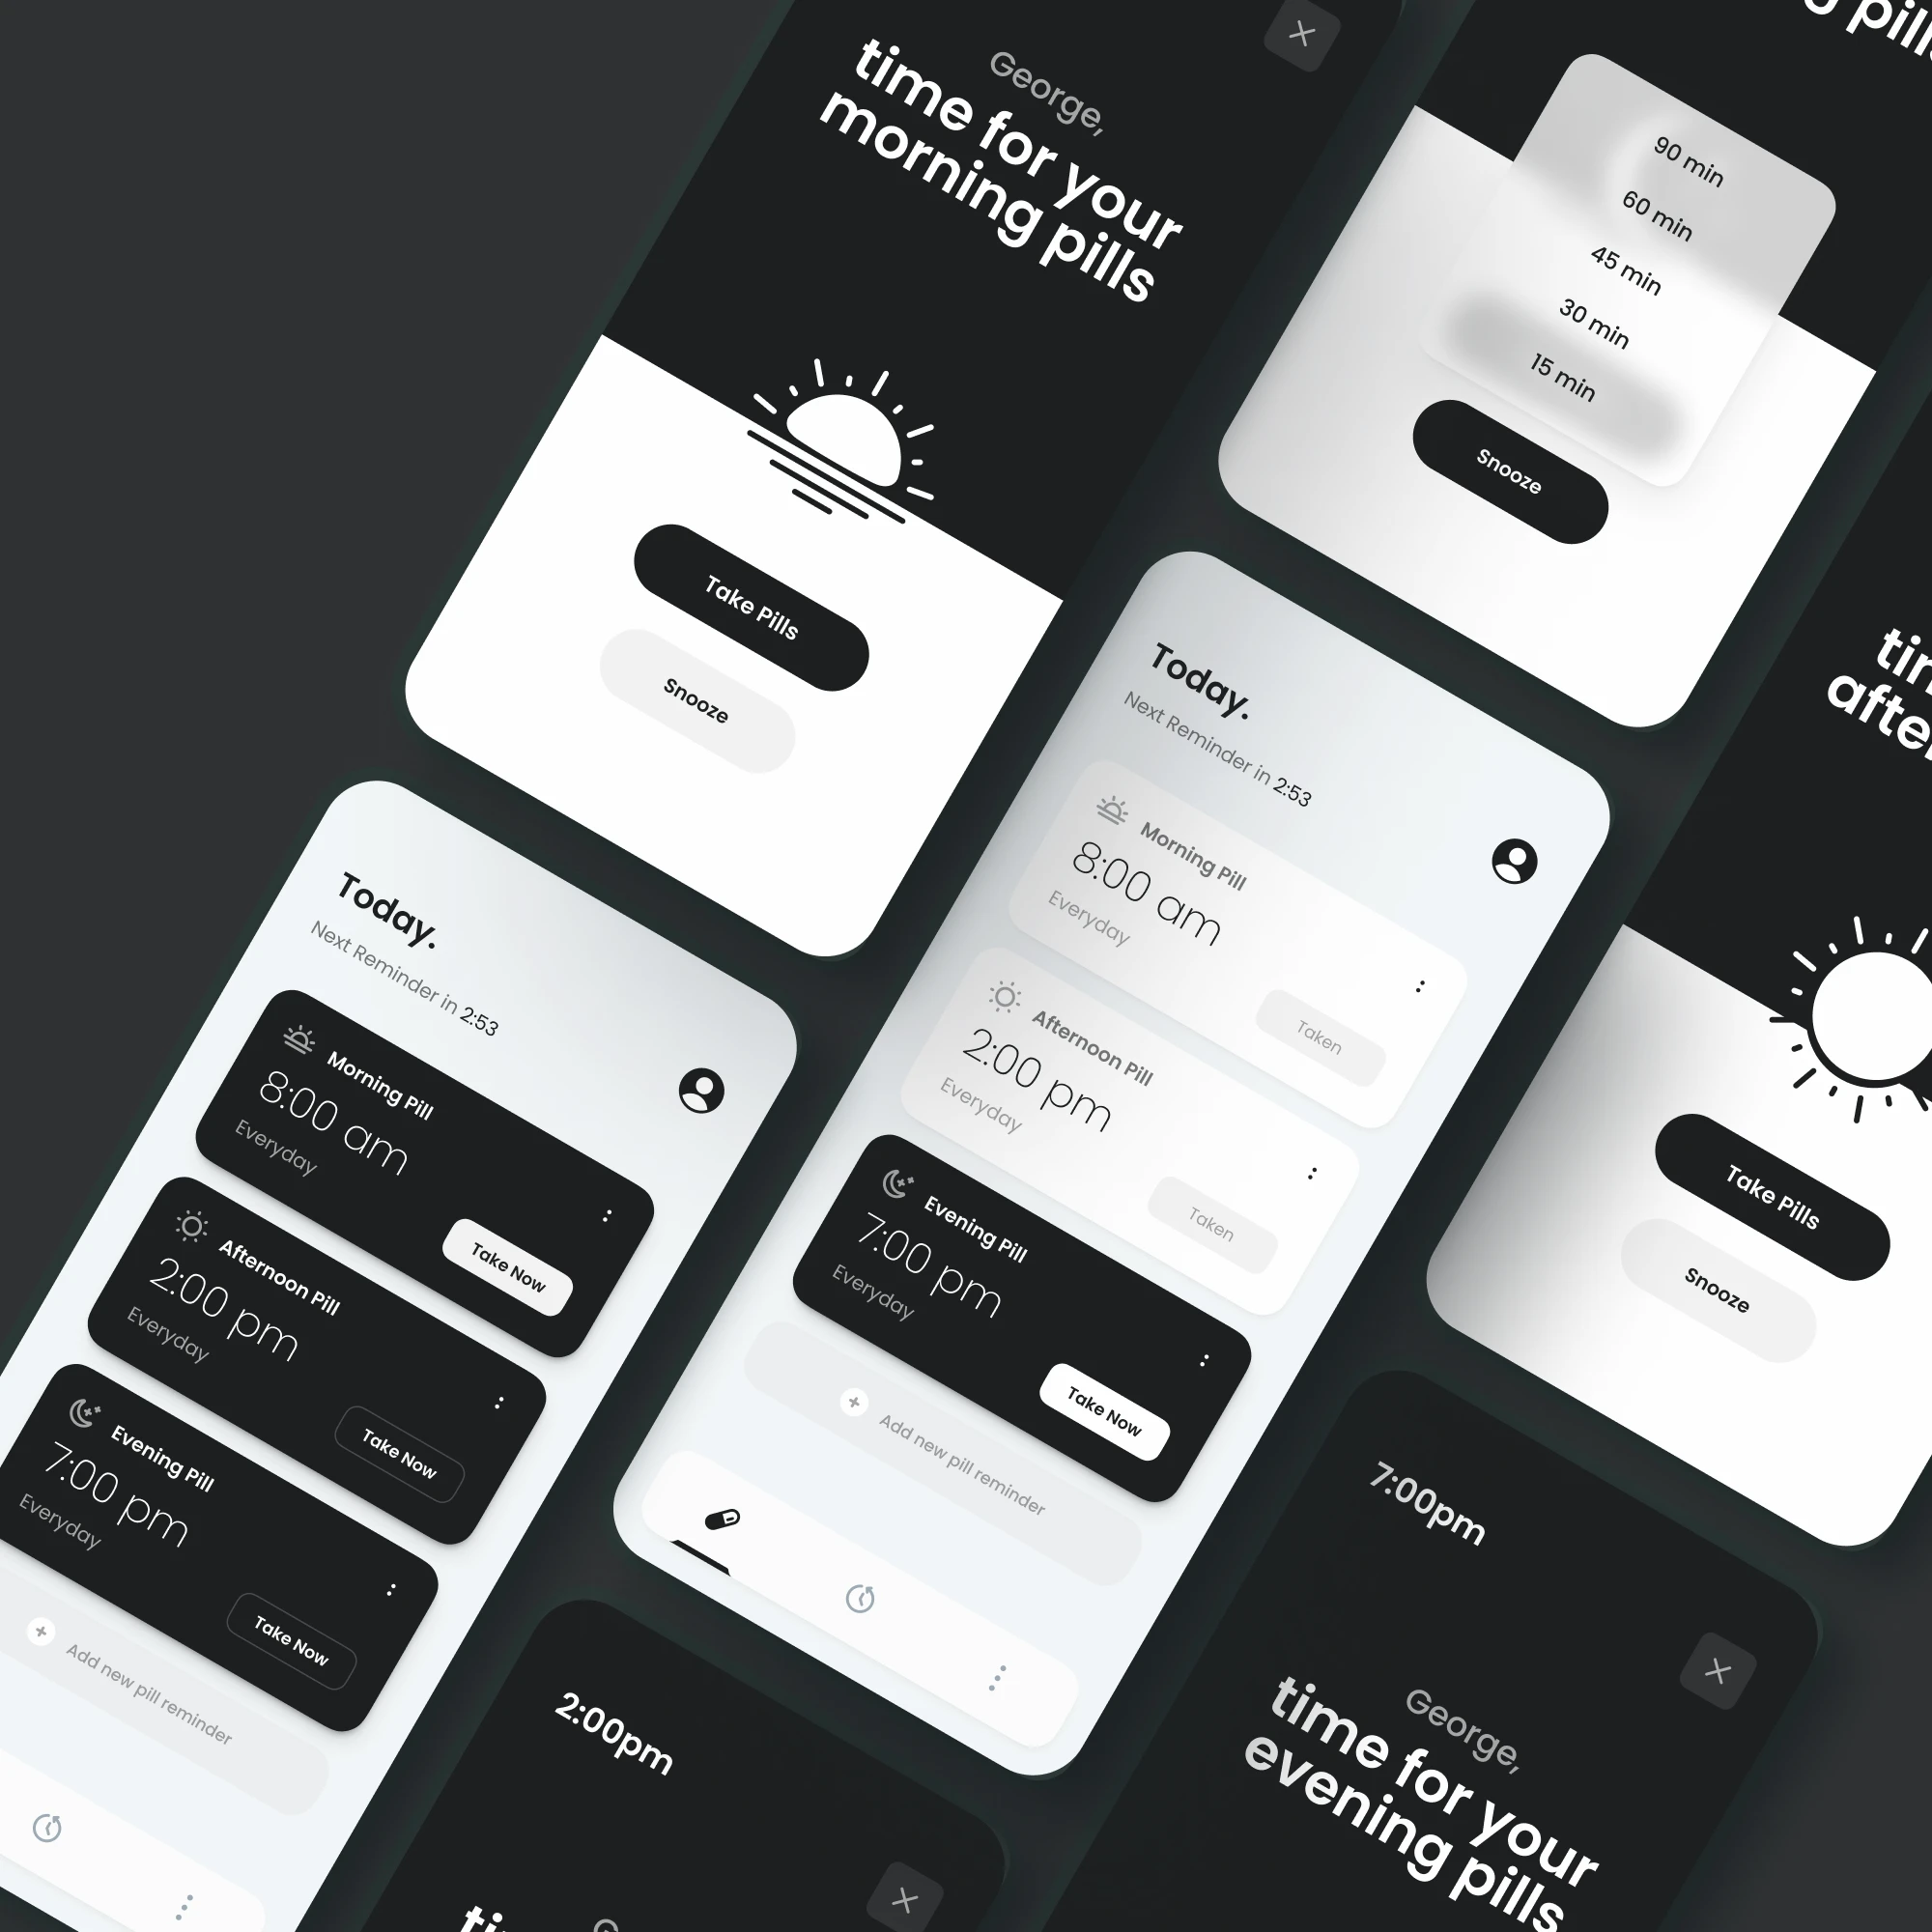 George,
time for your
morning pills
Take Pills
Snooze
g pills
90 min
60 min
45 min
30 min
15 min
Snooze
Today.
Next Reminder in 2:53
Morning Pill
8:00 am
Everyday
Take Now
Afternoon Pill
2:00 pm
Everyday
Take Now
Evening Pill
7:00 pm
Everyday
Take Now
Add new pill reminder
Today.
Next Reminder in 2:53
Morning Pill
8:00 am
Everyday
Taken
Afternoon Pill
2:00 pm
Everyday
Taken
Evening Pill
7:00 pm
Everyday
Take Now
Add new pill reminder
Take Pills
Snooze
2:00pm
7:00pm
George,
time for your
evening pills